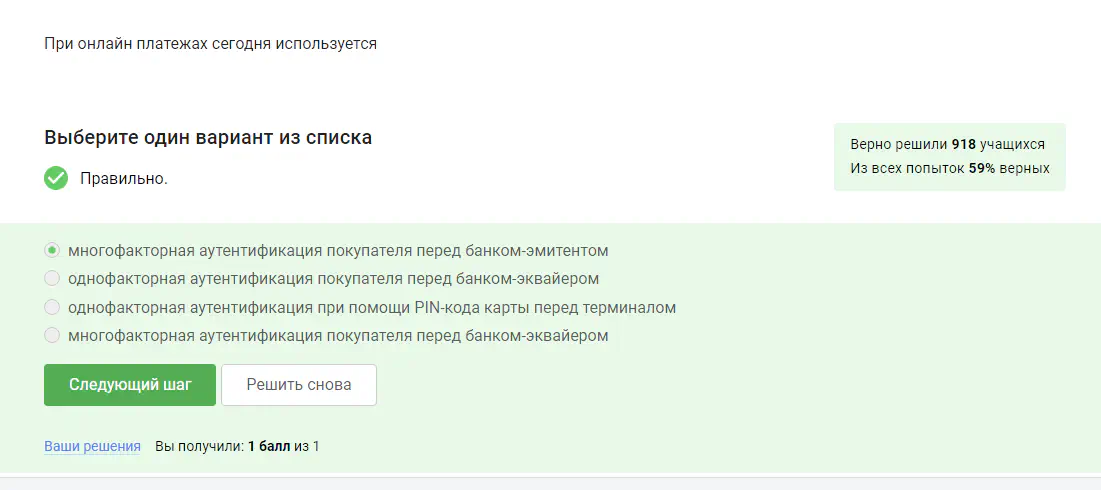 При онлайн платежах сегодня используется
Выберите один вариант из списка
Правильно.
Верно решили 918 учащихся
Из всех попыток 59% верных
многофакторная аутентификация покупателя перед банком-эмитентом
однофакторная аутентификация покупателя перед банком-эквайером
однофакторная аутентификация при помощи PIN-кода карты перед терминалом
многофакторная аутентификация покупателя перед банком-эквайером
Следующий шаг Решить снова
Ваши решения Вы получили: 1 балл из 1